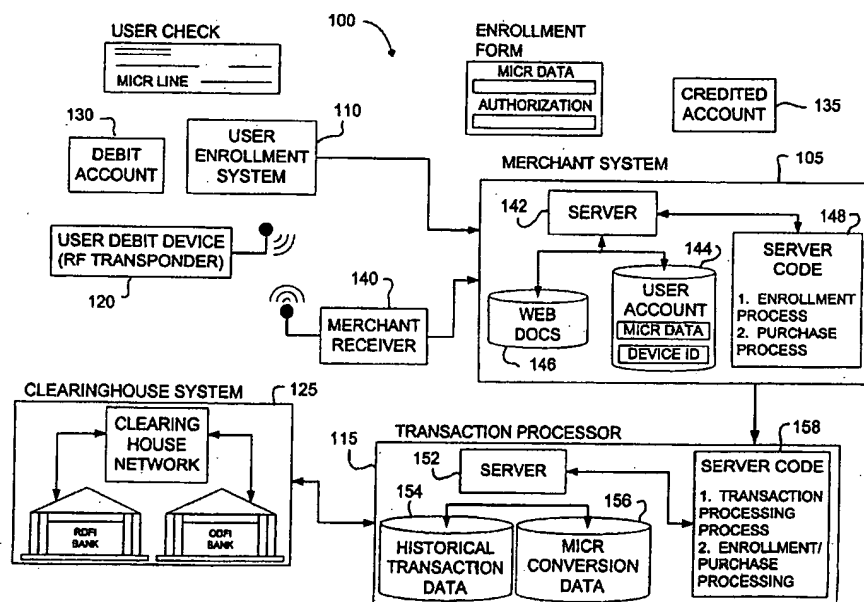 USER CHECK
MICR LINE
100
ENROLLMENT
FORM
MICR DATA
AUTHORIZATION
CREDITED
ACCOUNT
135
130
DEBIT
ACCOUNT
USER
ENROLLMENT
SYSTEM
110
MERCHANT SYSTEM
105
142
SERVER
148
SERVER
CODE
1. ENROLLMENT
PROCESS
2. PURCHASE
PROCESS
144
USER
ACCOUNT
MICR DATA
DEVICE ID
WEB
DOCS
146
USER DEBIT DEVICE
(RF TRANSPONDER)
120
140
MERCHANT
RECEIVER
CLEARINGHOUSE SYSTEM
125
CLEARING
HOUSE
NETWORK
RDFI
BANK
ODFI
BANK
TRANSACTION PROCESSOR
115
152
SERVER
158
SERVER CODE
1. TRANSACTION
PROCESSING
PROCESS
2. ENROLLMENT/
PURCHASE
PROCESSING
154
HISTORICAL
TRANSACTION
DATA
156
MICR
CONVERSION
DATA